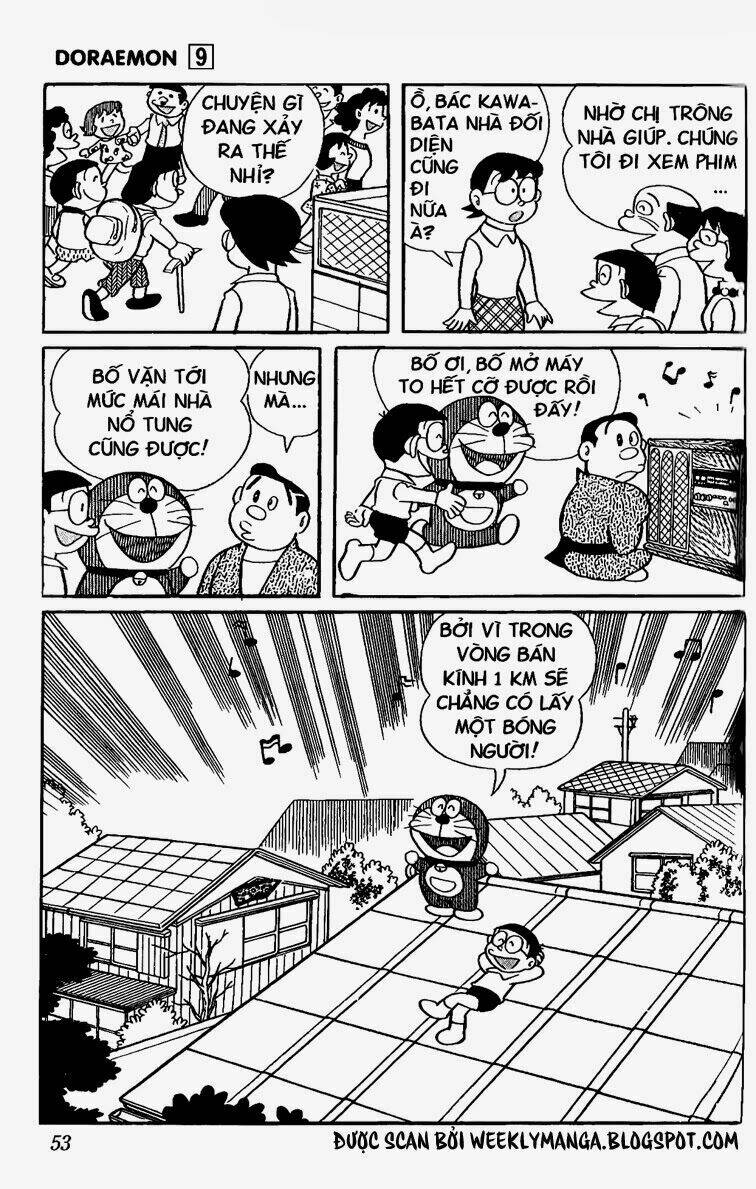 DORAEMON 9
CHUYỆN GÌ
ĐANG XẢY
RA THẾ
NHỈ?
Ồ, BÁC KAWA-
BATA NHÀ ĐỐI
DIỆN
CŨNG
ĐI
NỮA
À?
NHỜ CHỊ TRÔNG
NHÀ GIÚP. CHÚNG
TÔI ĐI XEM PHIM
...
BỐ VẶN TỚI
MỨC MÁI NHÀ
NỔ TUNG
CŨNG ĐƯỢC!
NHƯNG
MÀ...
BỐ ƠI, BỐ MỞ MÁY
TO HẾT CỠ ĐƯỢC RỒI
ĐẤY!
BỞI VÌ TRONG
VÒNG BÁN
KÍNH 1 KM SẼ
CHẲNG CÓ LẤY
MỘT BÓNG
NGƯỜI!
53
ĐƯỢC SCAN BỞI WEEKLYMANGA.BLOGSPOT.COM